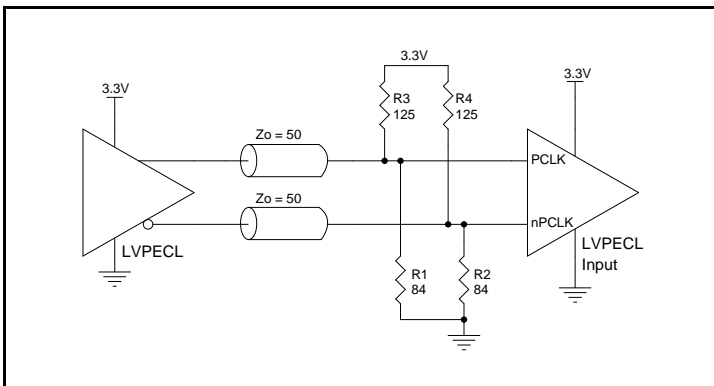 3.3V
3.3V
3.3V
R3
125
R4
125
Zo = 50
PCLK
Zo = 50
nPCLK
LVPECL
LVPECL
Input
R1
84
R2
84